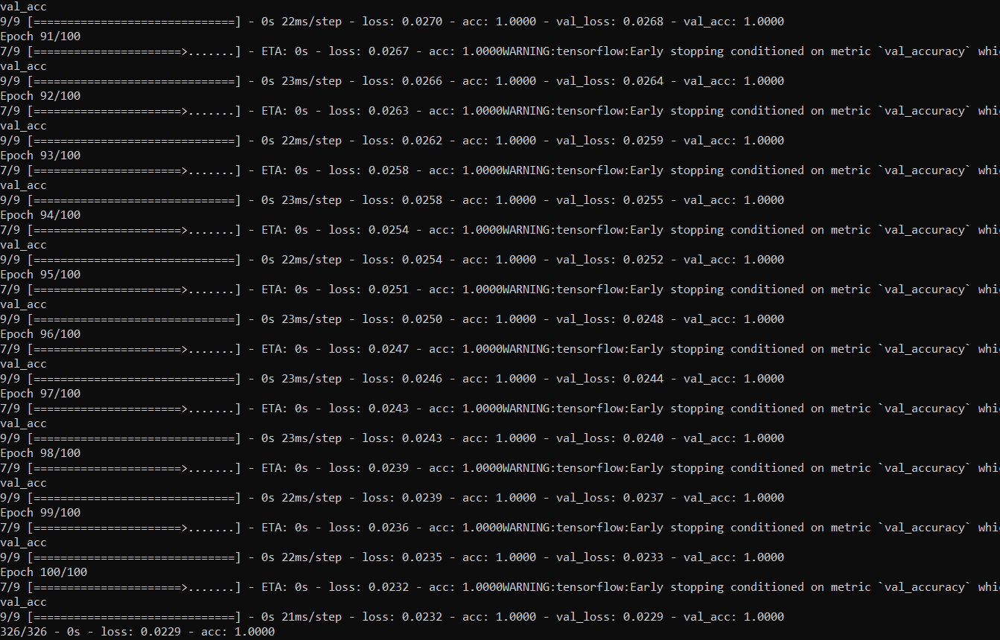 val_acc
9/9 [==============================] - 0s 22ms/step - loss: 0.0270 - acc: 1.0000 - val_loss: 0.0268 - val_acc: 1.0000
Epoch 91/100
7/9 [======================>.......] - ETA: 0s - loss: 0.0267 - acc: 1.0000WARNING:tensorflow:Early stopping conditioned on metric `val_accuracy` whi
val_acc
9/9 [==============================] - 0s 23ms/step - loss: 0.0266 - acc: 1.0000 - val_loss: 0.0264 - val_acc: 1.0000
Epoch 92/100
7/9 [======================>.......] - ETA: 0s - loss: 0.0263 - acc: 1.0000WARNING:tensorflow:Early stopping conditioned on metric `val_accuracy` whi
val_acc
9/9 [==============================] - 0s 22ms/step - loss: 0.0262 - acc: 1.0000 - val_loss: 0.0259 - val_acc: 1.0000
Epoch 93/100
7/9 [======================>.......] - ETA: 0s - loss: 0.0258 - acc: 1.0000WARNING:tensorflow:Early stopping conditioned on metric `val_accuracy` whi
val_acc
9/9 [==============================] - 0s 23ms/step - loss: 0.0258 - acc: 1.0000 - val_loss: 0.0255 - val_acc: 1.0000
Epoch 94/100
7/9 [======================>.......] - ETA: 0s - loss: 0.0254 - acc: 1.0000WARNING:tensorflow:Early stopping conditioned on metric `val_accuracy` whi
val_acc
9/9 [==============================] - 0s 22ms/step - loss: 0.0254 - acc: 1.0000 - val_loss: 0.0252 - val_acc: 1.0000
Epoch 95/100
7/9 [======================>.......] - ETA: 0s - loss: 0.0251 - acc: 1.0000WARNING:tensorflow:Early stopping conditioned on metric `val_accuracy` whi
val_acc
9/9 [==============================] - 0s 23ms/step - loss: 0.0250 - acc: 1.0000 - val_loss: 0.0248 - val_acc: 1.0000
Epoch 96/100
7/9 [======================>.......] - ETA: 0s - loss: 0.0247 - acc: 1.0000WARNING:tensorflow:Early stopping conditioned on metric `val_accuracy` whi
val_acc
9/9 [==============================] - 0s 23ms/step - loss: 0.0246 - acc: 1.0000 - val_loss: 0.0244 - val_acc: 1.0000
Epoch 97/100
7/9 [======================>.......] - ETA: 0s - loss: 0.0243 - acc: 1.0000WARNING:tensorflow:Early stopping conditioned on metric `val_accuracy` whi
val_acc
9/9 [==============================] - 0s 23ms/step - loss: 0.0243 - acc: 1.0000 - val_loss: 0.0240 - val_acc: 1.0000
Epoch 98/100
7/9 [======================>.......] - ETA: 0s - loss: 0.0239 - acc: 1.0000WARNING:tensorflow:Early stopping conditioned on metric `val_accuracy` whi
val_acc
9/9 [==============================] - 0s 22ms/step - loss: 0.0239 - acc: 1.0000 - val_loss: 0.0237 - val_acc: 1.0000
Epoch 99/100
7/9 [======================>.......] - ETA: 0s - loss: 0.0236 - acc: 1.0000WARNING:tensorflow:Early stopping conditioned on metric `val_accuracy` whi
val_acc
9/9 [==============================] - 0s 22ms/step - loss: 0.0235 - acc: 1.0000 - val_loss: 0.0233 - val_acc: 1.0000
Epoch 100/100
7/9 [======================>.......] - ETA: 0s - loss: 0.0232 - acc: 1.0000WARNING:tensorflow:Early stopping conditioned on metric `val_accuracy` whi
val_acc
9/9 [==============================] - 0s 21ms/step - loss: 0.0232 - acc: 1.0000 - val_loss: 0.0229 - val_acc: 1.0000
326/326 - 0s - loss: 0.0229 - acc: 1.0000